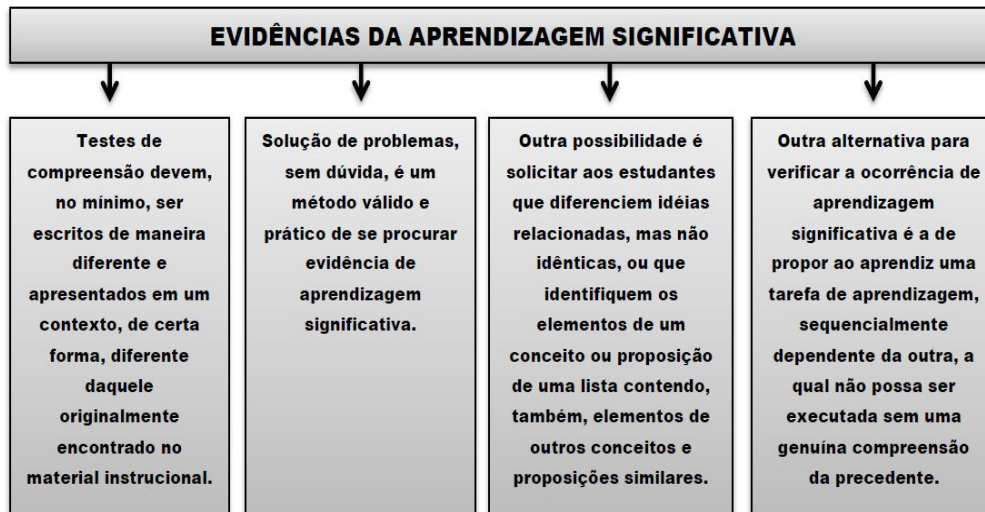 EVIDÊNCIAS DA APRENDIZAGEM SIGNIFICATIVA
Testes de
compreensão devem,
no mínimo, ser
escritos de maneira
diferente e
apresentados em um
contexto, de certa
forma, diferente
daquele
originalmente
encontrado no
material instrucional.
Solução de problemas,
sem dúvida, é um
método válido e
prático de se procurar
evidência de
aprendizagem
significativa.
Outra possibilidade é
solicitar aos estudantes
que diferenciem idéias
relacionadas, mas não
idênticas, ou que
identifiquem os
elementos de um
conceito ou proposição
de uma lista contendo,
também, elementos de
outros conceitos e
proposições similares.
Outra alternativa para
verificar a ocorrência de
aprendizagem
significativa é a de
propor ao aprendiz uma
tarefa de aprendizagem,
sequencialmente
dependente da outra, a
qual não possa ser
executada sem uma
genuína compreensão
da precedente.